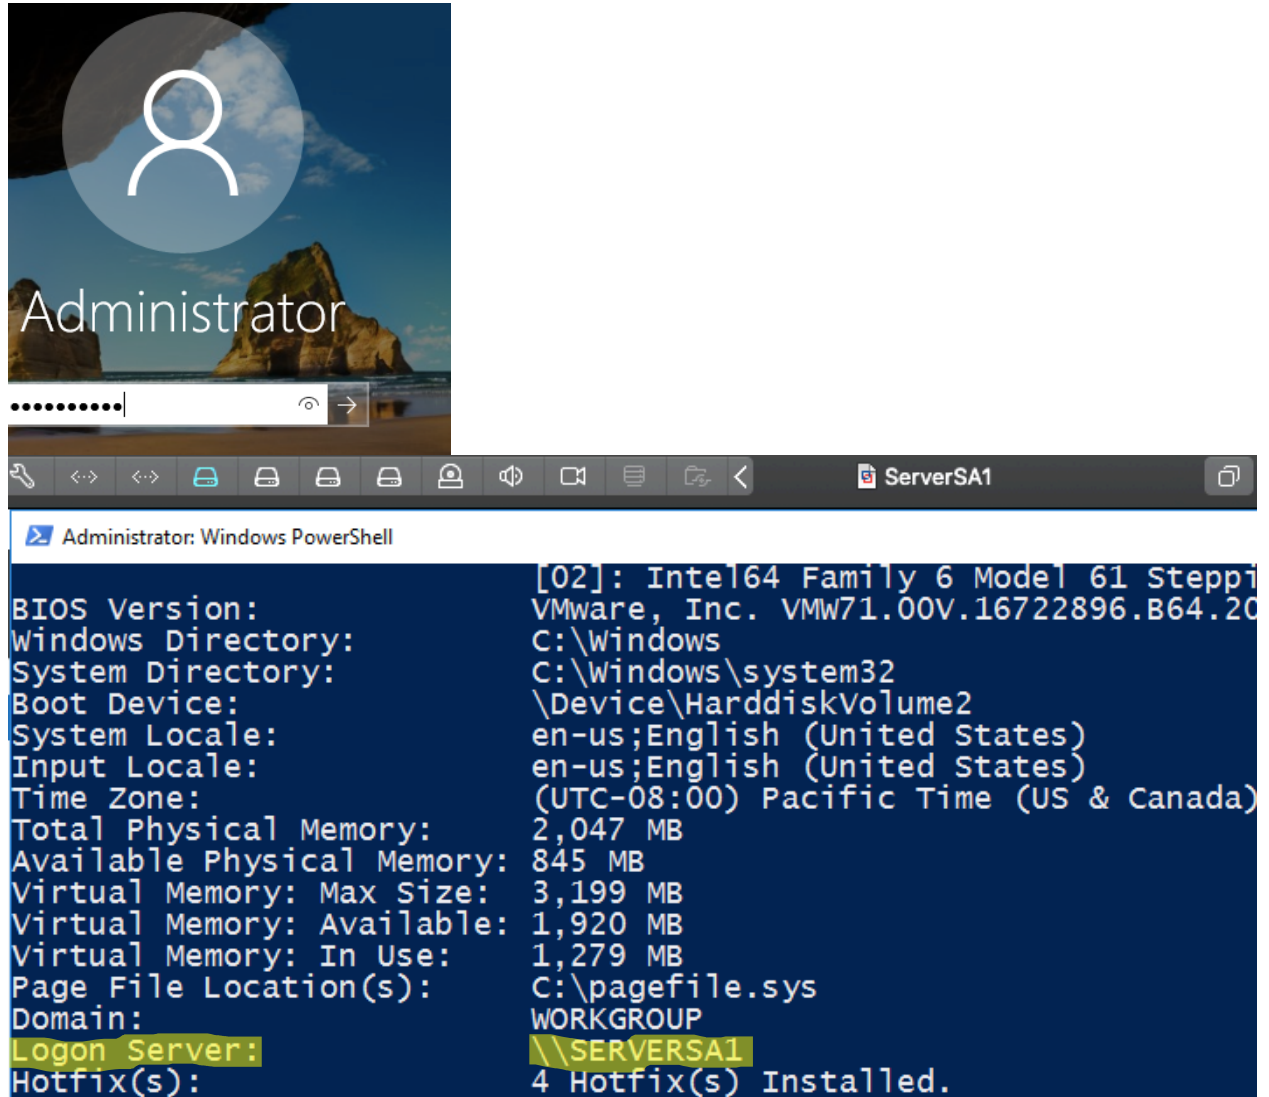 Administrator
ServerSA1
Administrator: Windows PowerShell
[02]: Intel64 Family 6 Model 61 Steppi
BIOS Version: VMware, Inc. VMW71.00V.16722896.B64.20
Windows Directory: C:\Windows
System Directory: C:\Windows\system32
Boot Device: \Device\HarddiskVolume2
System Locale: en-us;English (United States)
Input Locale: en-us;English (United States)
Time Zone: (UTC-08:00) Pacific Time (US & Canada)
Total Physical Memory: 2,047 MB
Available Physical Memory: 845 MB
Virtual Memory: Max Size: 3,199 MB
Virtual Memory: Available: 1,920 MB
Virtual Memory: In Use: 1,279 MB
Page File Location(s): C:\pagefile.sys
Domain: WORKGROUP
Logon Server: \\SERVERSA1
Hotfix(s): 4 Hotfix(s) Installed.